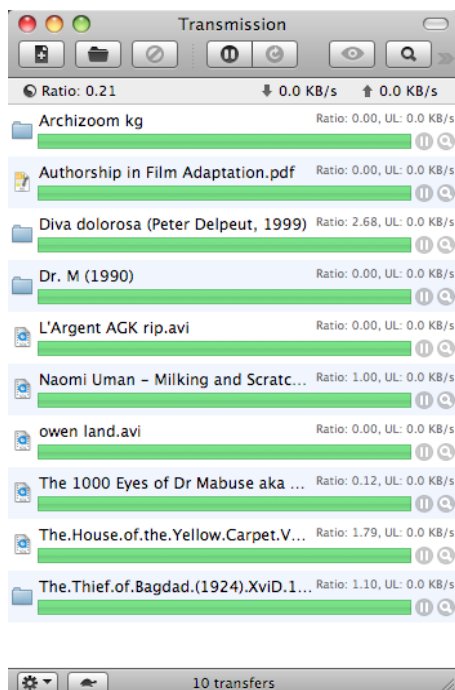 Transmission
Ratio: 0.21 0.0 KB/s 0.0 KB/s
Archizoom kg Ratio: 0.00, UL: 0.0 KB/s
Authorship in Film Adaptation.pdf Ratio: 0.00, UL: 0.0 KB/s
Diva dolorosa (Peter Delpeut, 1999) Ratio: 2.68, UL: 0.0 KB/s
Dr. M (1990) Ratio: 0.00, UL: 0.0 KB/s
L'Argent AGK rip.avi Ratio: 0.00, UL: 0.0 KB/s
Naomi Uman – Milking and Scratc... Ratio: 1.00, UL: 0.0 KB/s
owen land.avi Ratio: 0.00, UL: 0.0 KB/s
The 1000 Eyes of Dr Mabuse aka ... Ratio: 0.12, UL: 0.0 KB/s
The.House.of.the.Yellow.Carpet.V... Ratio: 1.79, UL: 0.0 KB/s
The.Thief.of.Bagdad.(1924).XviD.1... Ratio: 1.10, UL: 0.0 KB/s
10 transfers